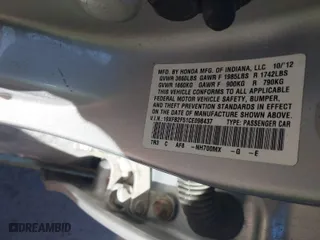 MFD. BY HONDA MFG. OF INDIANA, LLC 10/'12
GVWR 3660LBS GAWR F 1985LBS R 1742LBS
GVWR 1660KG GAWR F 900KG R 790KG
THIS VEHICLE CONFORMS TO ALL APPLICABLE
FEDERAL MOTOR VEHICLE SAFETY, BUMPER,
AND THEFT PREVENTION STANDARDS IN EFFECT
ON THE DATE OF MANUFACTURE SHOWN ABOVE.
V.I.N.: TYPE: PASSENGER CAR
C NH700MX
DREAMBID